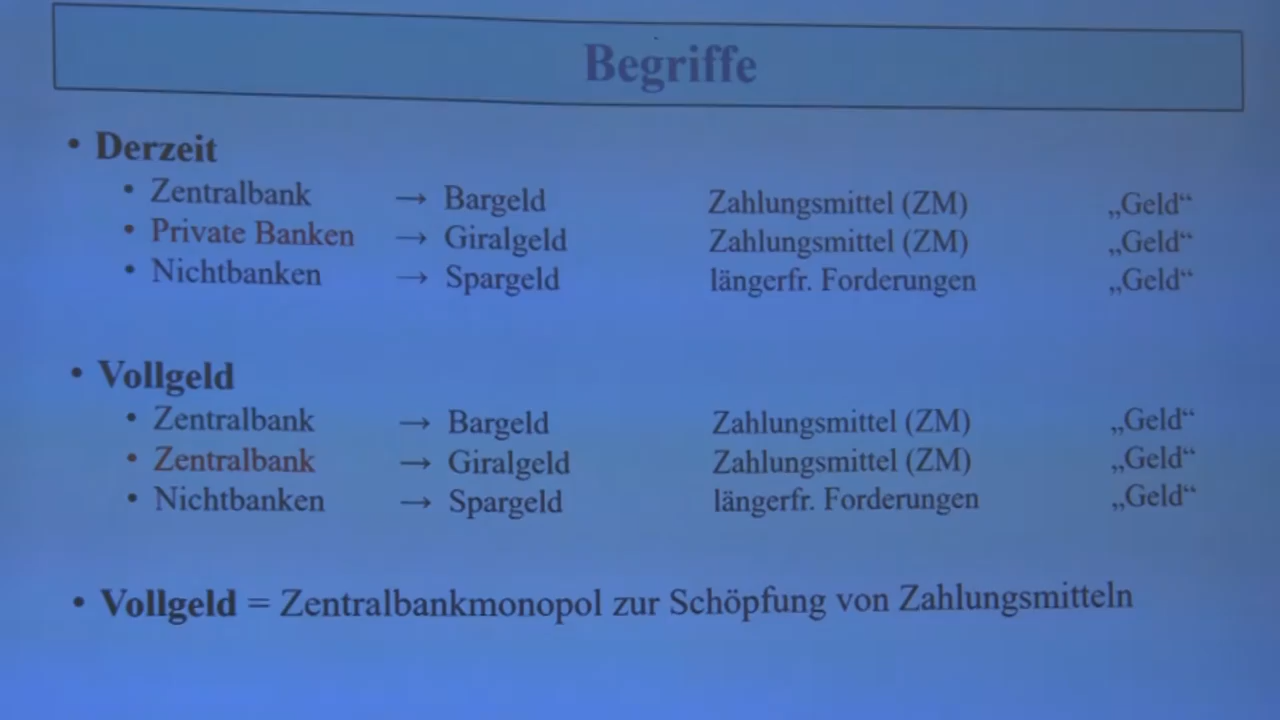 Begriffe
• Derzeit
• Zentralbank → Bargeld Zahlungsmittel (ZM) „Geld“
• Private Banken → Giralgeld Zahlungsmittel (ZM) „Geld“
• Nichtbanken → Spargeld längerfr. Forderungen „Geld“
• Vollgeld
• Zentralbank → Bargeld Zahlungsmittel (ZM) „Geld“
• Zentralbank → Giralgeld Zahlungsmittel (ZM) „Geld“
• Nichtbanken → Spargeld längerfr. Forderungen „Geld“
• Vollgeld = Zentralbankmonopol zur Schöpfung von Zahlungsmitteln